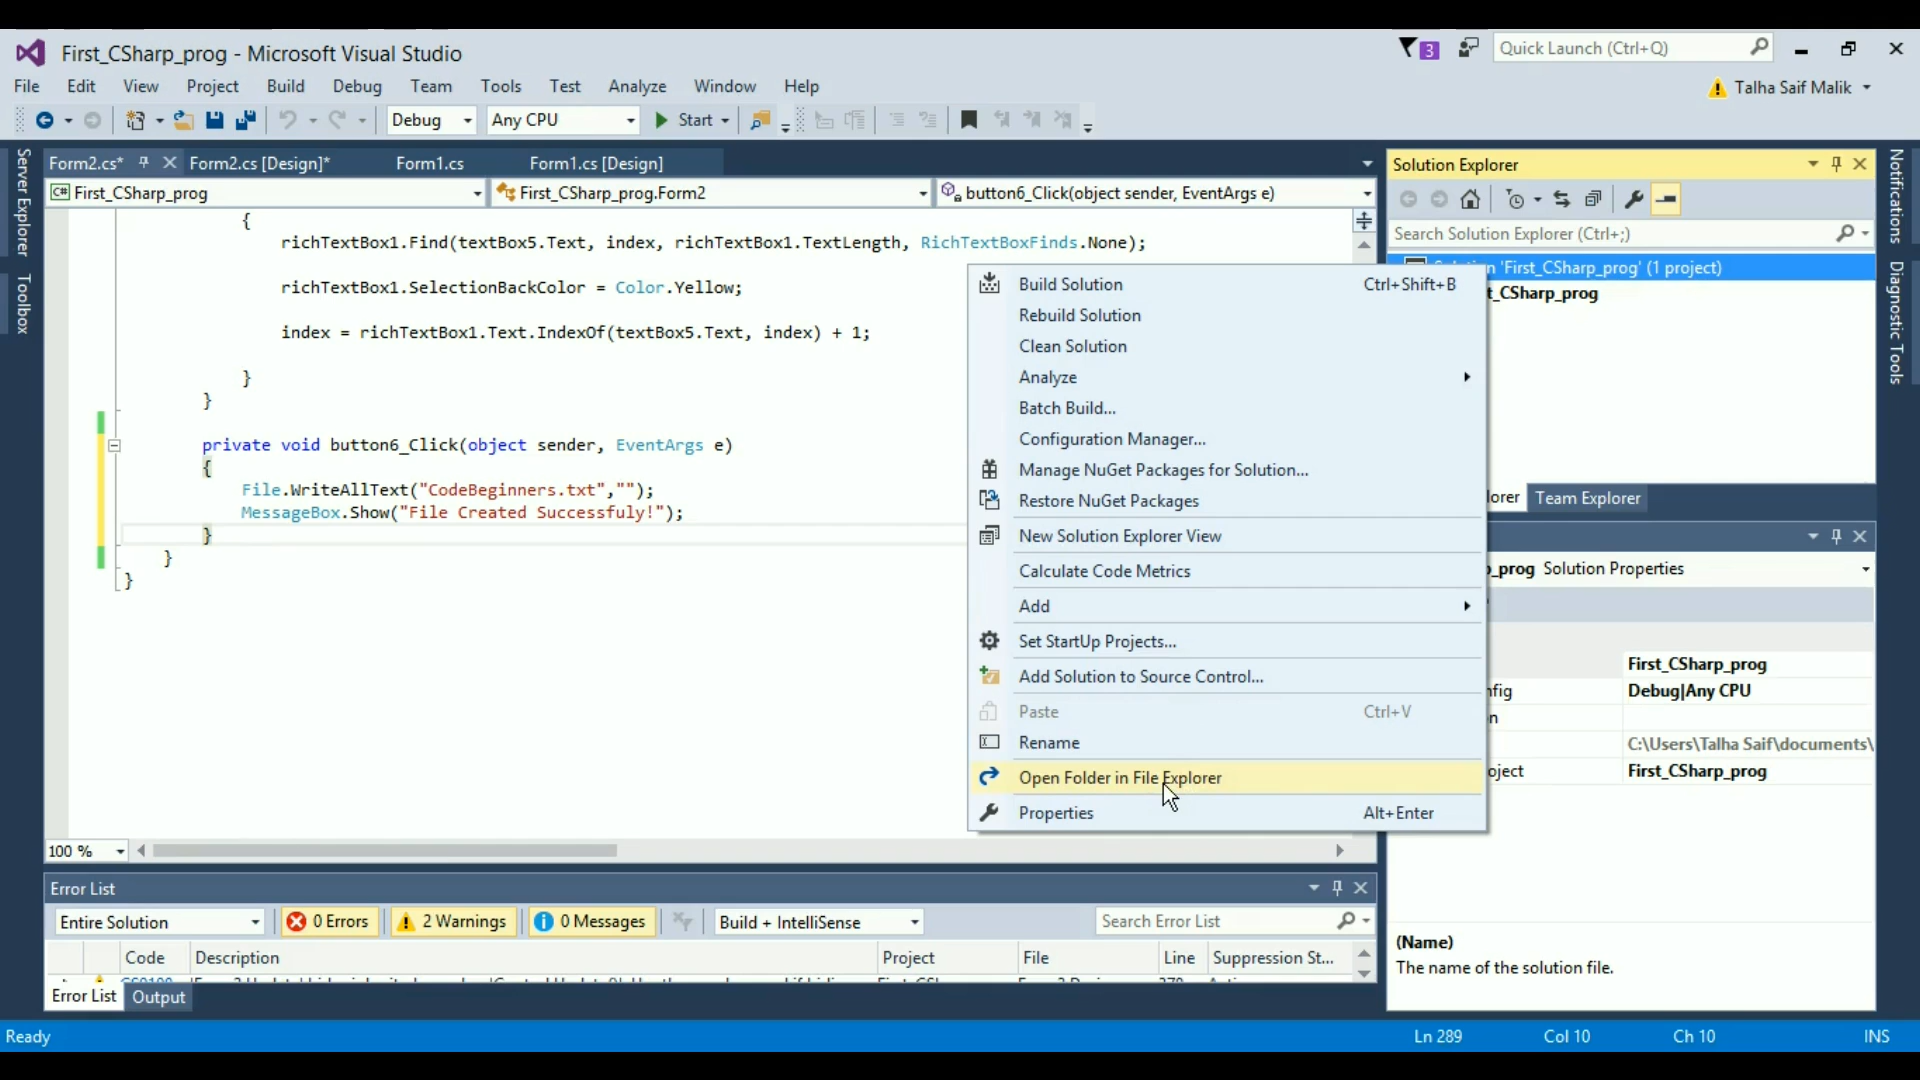 First_CSharp_prog - Microsoft Visual Studio
3
Quick Launch (Ctrl+Q)
File Edit View Project Build Debug Team Tools Test Analyze Window Help
Talha Saif Malik
Debug Any CPU Start
Server Explorer
Toolbox
Form2.cs* Form2.cs [Design]* Form1.cs Form1.cs [Design]
C# First_CSharp_prog First_CSharp_prog.Form2 button6_Click(object sender, EventArgs e)
{
richTextBox1.Find(textBox5.Text, index, richTextBox1.TextLength, RichTextBoxFinds.None);
richTextBox1.SelectionBackColor = Color.Yellow;
index = richTextBox1.Text.IndexOf(textBox5.Text, index) + 1;
}
}
private void button6_Click(object sender, EventArgs e)
{
File.WriteAllText("CodeBeginners.txt","");
MessageBox.Show("File Created Successfuly!");
}
}
}
100 %
Build Solution Ctrl+Shift+B
Rebuild Solution
Clean Solution
Analyze
Batch Build...
Configuration Manager...
Manage NuGet Packages for Solution...
Restore NuGet Packages
New Solution Explorer View
Calculate Code Metrics
Add
Set StartUp Projects...
Add Solution to Source Control...
Paste Ctrl+V
Rename
Open Folder in File Explorer
Properties Alt+Enter
Solution Explorer
Search Solution Explorer (Ctrl+;)
'First_CSharp_prog' (1 project)
t_CSharp_prog
Notifications
Diagnostic Tools
lorer Team Explorer
_prog Solution Properties
First_CSharp_prog
nfig Debug|Any CPU
n
C:\Users\Talha Saif\documents\
oject First_CSharp_prog
(Name)
The name of the solution file.
Error List
Entire Solution 0 Errors 2 Warnings 0 Messages Build + IntelliSense Search Error List
Code Description Project File Line Suppression St...
Error List Output
Ready Ln 289 Col 10 Ch 10 INS